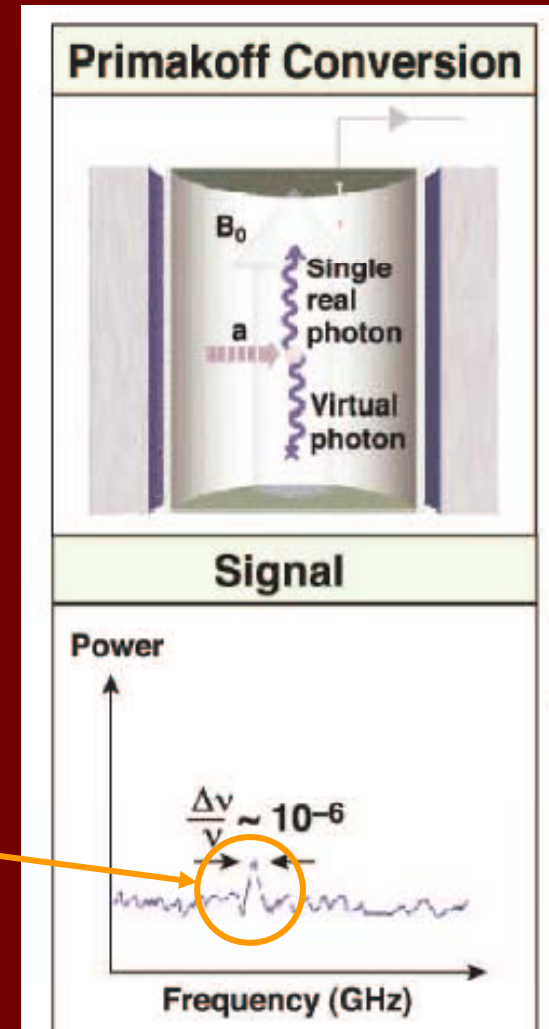 Primakoff Conversion
B₀
Single
real
photon
a
Virtual
photon
Signal
Power
Δν/ν ~ 10⁻⁶
Frequency (GHz)